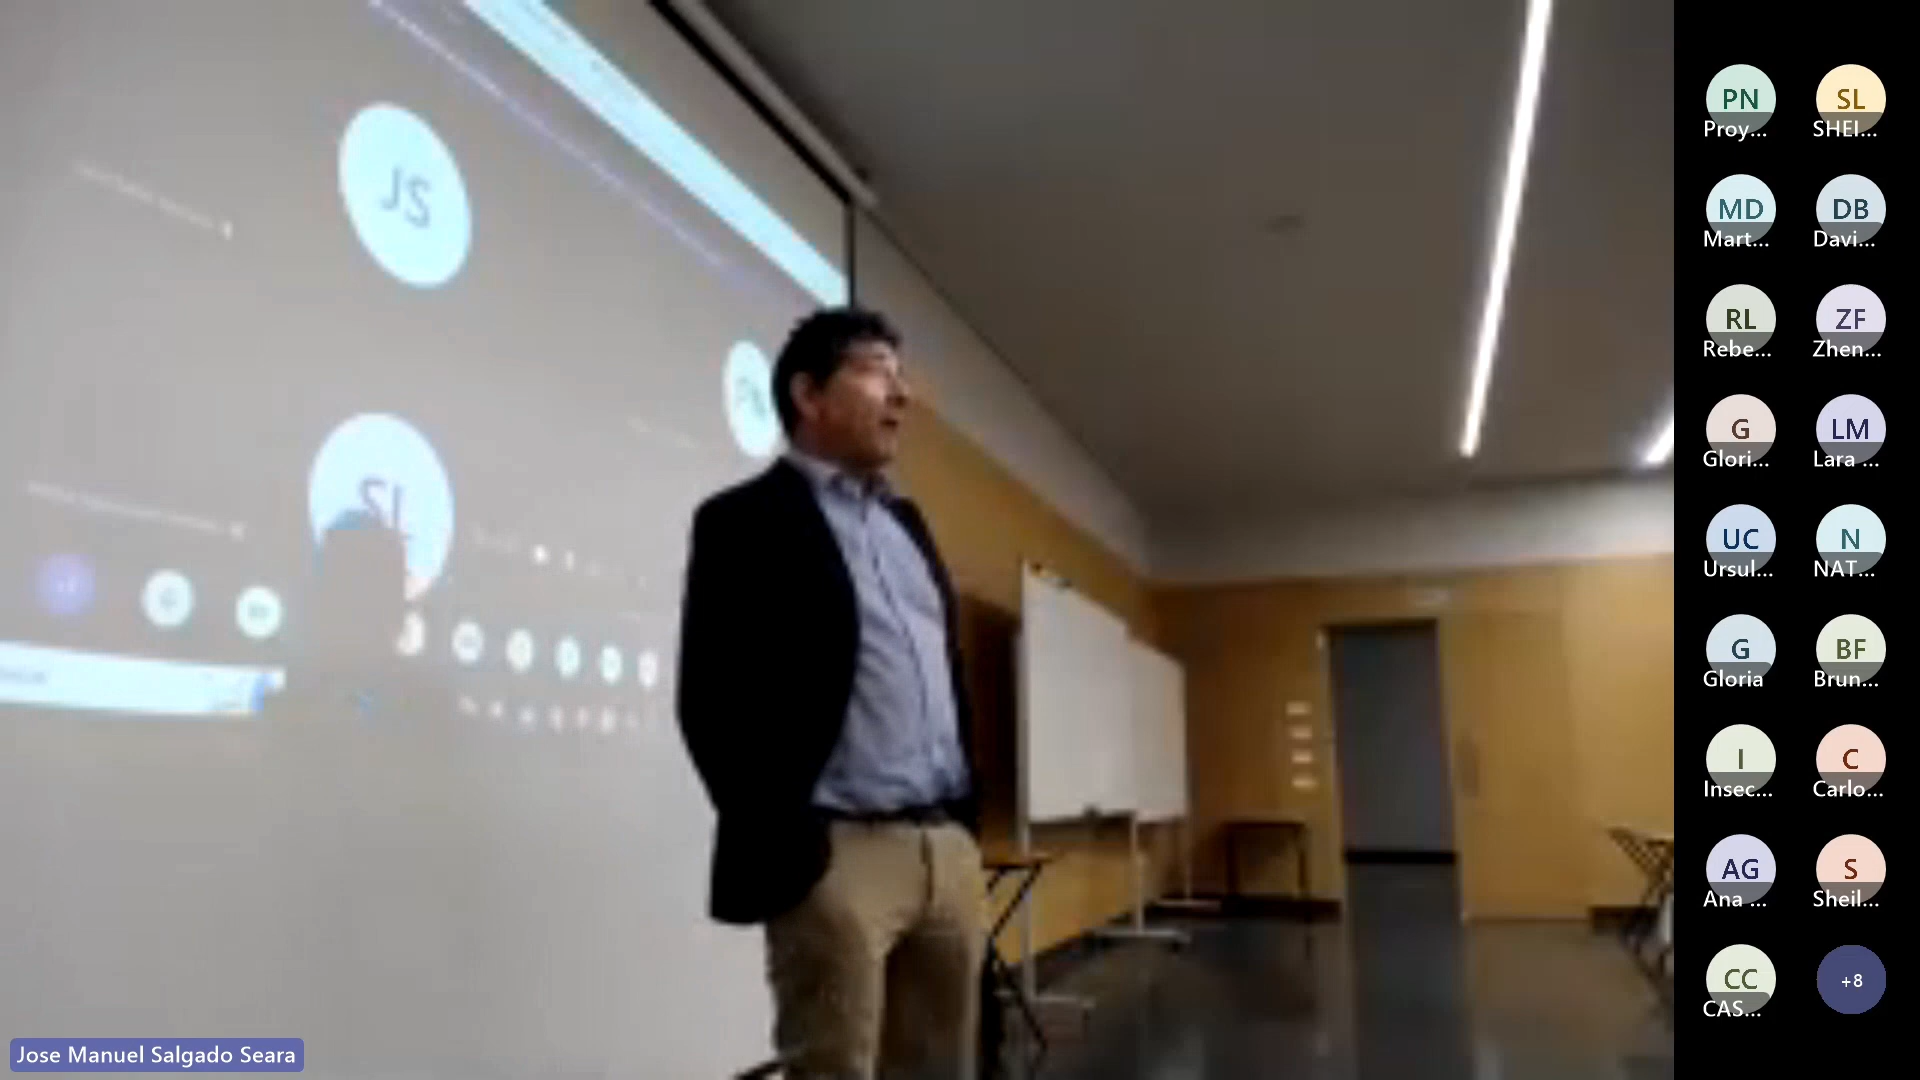 JS
SL
Jose Manuel Salgado Seara
PN
Proy...
SL
SHEI...
MD
Mart...
DB
Davi...
RL
Rebe...
ZF
Zhen...
G
Glori...
LM
Lara ...
UC
Ursul...
N
NAT...
G
Gloria
BF
Brun...
I
Insec...
C
Carlo...
AG
Ana ...
S
Sheil...
CC
CAS...
+8